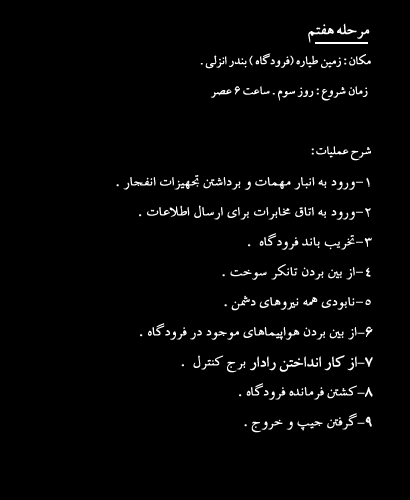 مرحله هفتم
مکان : زمین طیاره (فرودگاه ) بندر انزلی .
زمان شروع : روز سوم . ساعت ۶ عصر
شرح عملیات:
۱–ورود به انبار مهمات و برداشتن تجهیزات انفجار .
۲–ورود به اتاق مخابرات برای ارسال اطلاعات .
۳–تخریب باند فرودگاه .
۴–از بین بردن تانکر سوخت .
۵–نابودی همه نیروهای دشمن .
۶–از بین بردن هواپیماهای موجود در فرودگاه .
۷–از کار انداختن رادار برج کنترل .
۸–کشتن فرمانده فرودگاه .
۹–گرفتن جیپ و خروج .